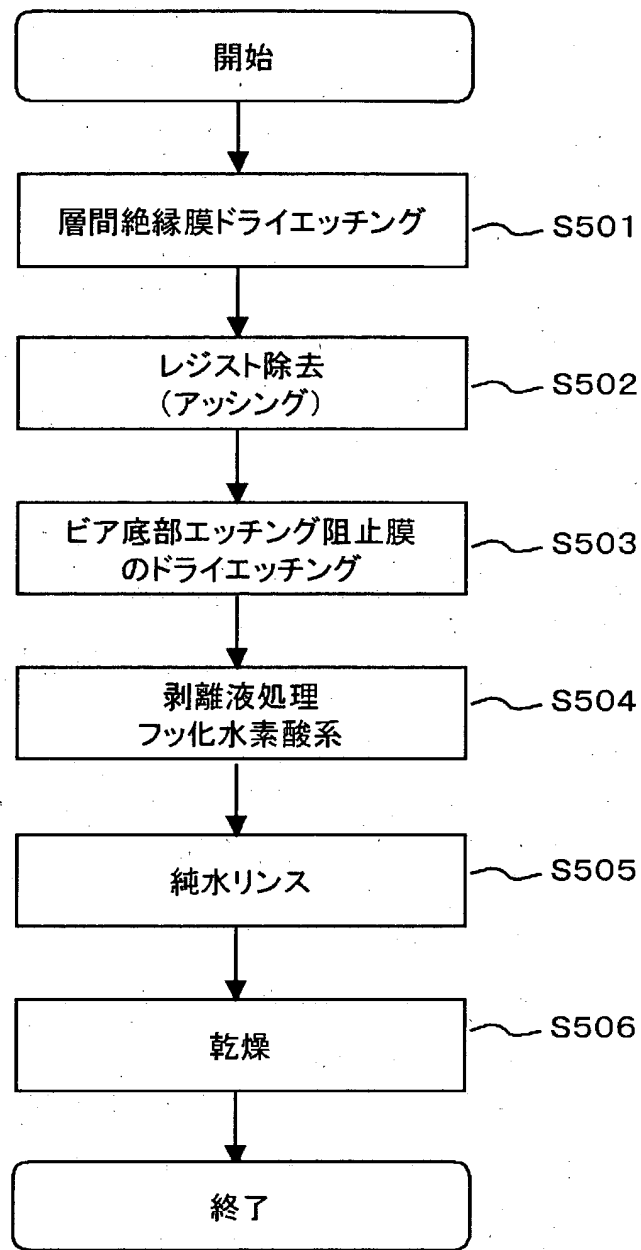 開始
層間絶縁膜ドライエッチング
S501
レジスト除去
(アッシング)
S502
ビア底部エッチング阻止膜
のドライエッチング
S503
剥離液処理
フッ化水素酸系
S504
純水リンス
S505
乾燥
S506
終了